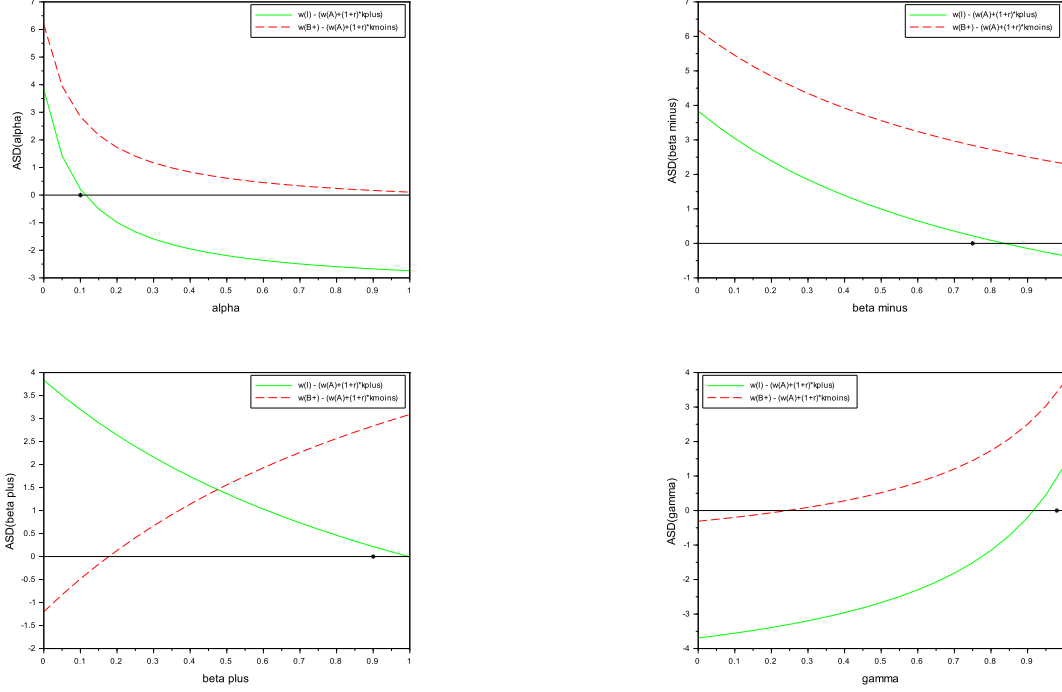 7
6
5
4
3
2
1
0
-1
-2
-3
ASD(alpha)
w(I) - (w(A)+(1+r)*kplus)
w(B+) - (w(A)+(1+r)*kmoins)
0 0.1 0.2 0.3 0.4 0.5 0.6 0.7 0.8 0.9 1
alpha
7
6
5
4
3
2
1
0
-1
ASD(beta minus)
w(I) - (w(A)+(1+r)*kplus)
w(B+) - (w(A)+(1+r)*kmoins)
0 0.1 0.2 0.3 0.4 0.5 0.6 0.7 0.8 0.9
beta minus
4
3.5
3
2.5
2
1.5
1
0.5
0
-0.5
-1
-1.5
-2
ASD(beta plus)
w(I) - (w(A)+(1+r)*kplus)
w(B+) - (w(A)+(1+r)*kmoins)
0 0.1 0.2 0.3 0.4 0.5 0.6 0.7 0.8 0.9 1
beta plus
4
3
2
1
0
-1
-2
-3
-4
ASD(gamma)
w(I) - (w(A)+(1+r)*kplus)
w(B+) - (w(A)+(1+r)*kmoins)
0 0.1 0.2 0.3 0.4 0.5 0.6 0.7 0.8 0.9
gamma